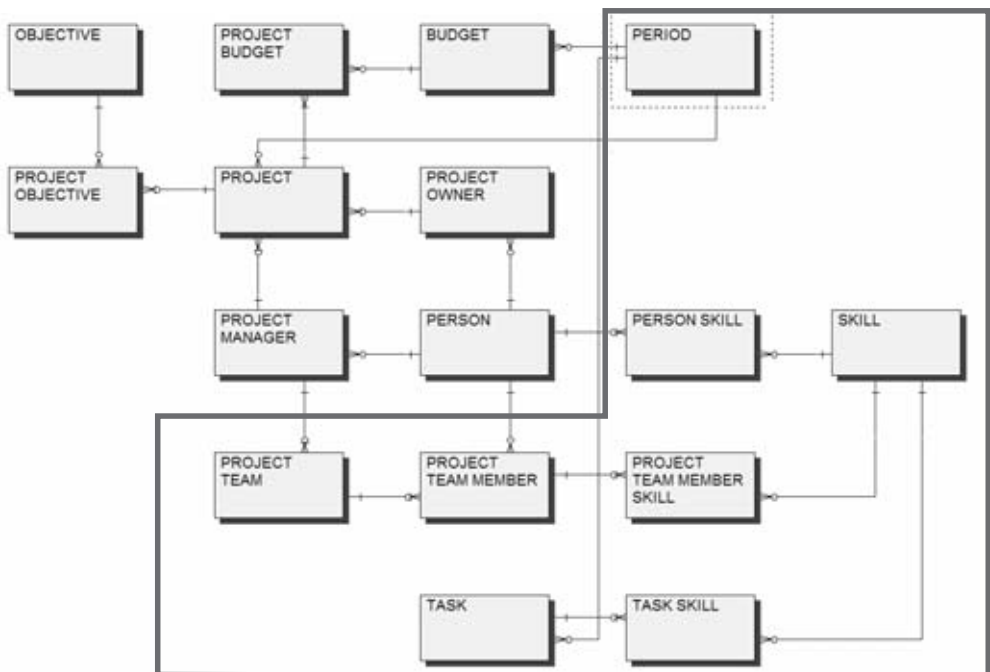 OBJECTIVE
PROJECT
BUDGET
BUDGET
PERIOD
PROJECT
OBJECTIVE
PROJECT
PROJECT
OWNER
PROJECT
MANAGER
PERSON
PERSON SKILL
SKILL
PROJECT
TEAM
PROJECT
TEAM MEMBER
PROJECT
TEAM MEMBER
SKILL
TASK
TASK SKILL